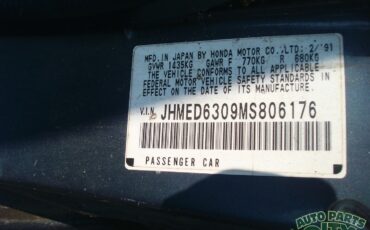 MFD. IN JAPAN BY HONDA MOTOR CO., LTD: 2/'91
GVWR 1435KG GAWR F 770KG R 680KG
THE VEHICLE CONFORMS TO ALL APPLICABLE
FEDERAL MOTOR VEHICLE SAFETY STANDARDS IN
EFFECT ON THE DATE OF MANUFACTURE.
V.I.N. JHMED6309MS806176
PASSENGER CAR
AUTO PARTS
CITY